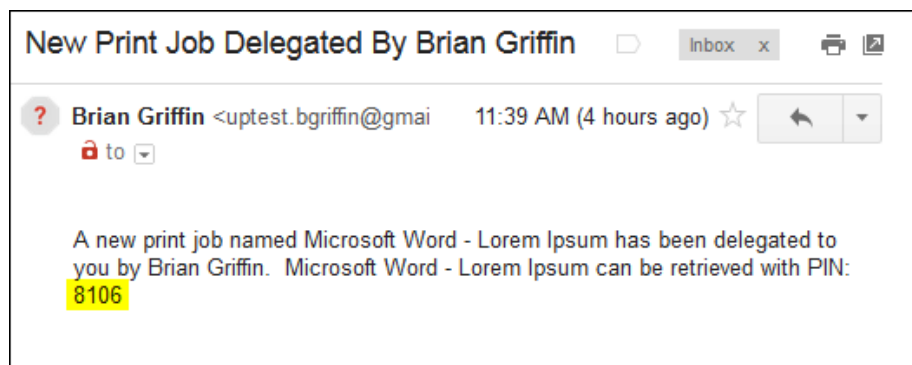 New Print Job Delegated By Brian Griffin Inbox x
? Brian Griffin <uptest.bgriffin@gmai 11:39 AM (4 hours ago)
to
A new print job named Microsoft Word - Lorem Ipsum has been delegated to
you by Brian Griffin. Microsoft Word - Lorem Ipsum can be retrieved with PIN:
8106